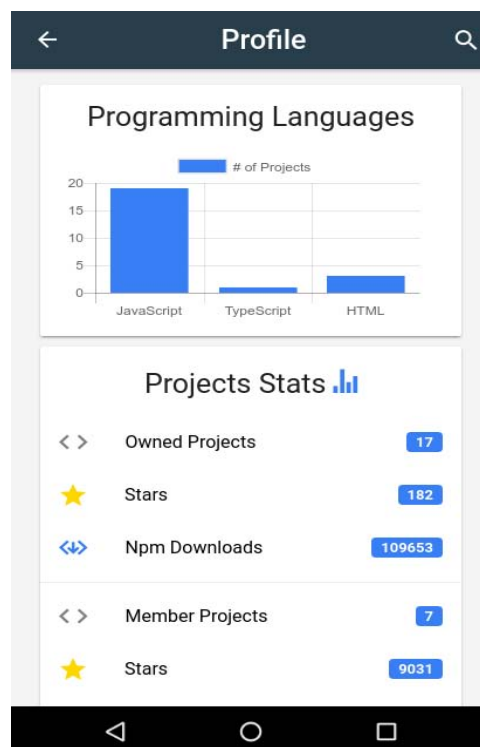 Profile
Programming Languages
# of Projects
20
15
10
5
0
JavaScript TypeScript HTML
Projects Stats
Owned Projects 17
Stars 182
Npm Downloads 109653
Member Projects 7
Stars 9031